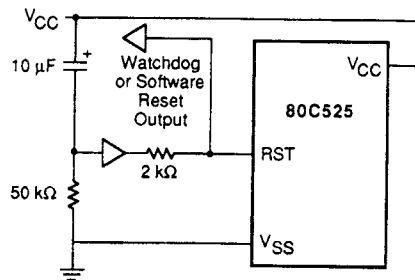 VCC
10 µF
+
Watchdog
or Software
Reset
Output
VCC
80C525
RST
2 kΩ
50 kΩ
VSS